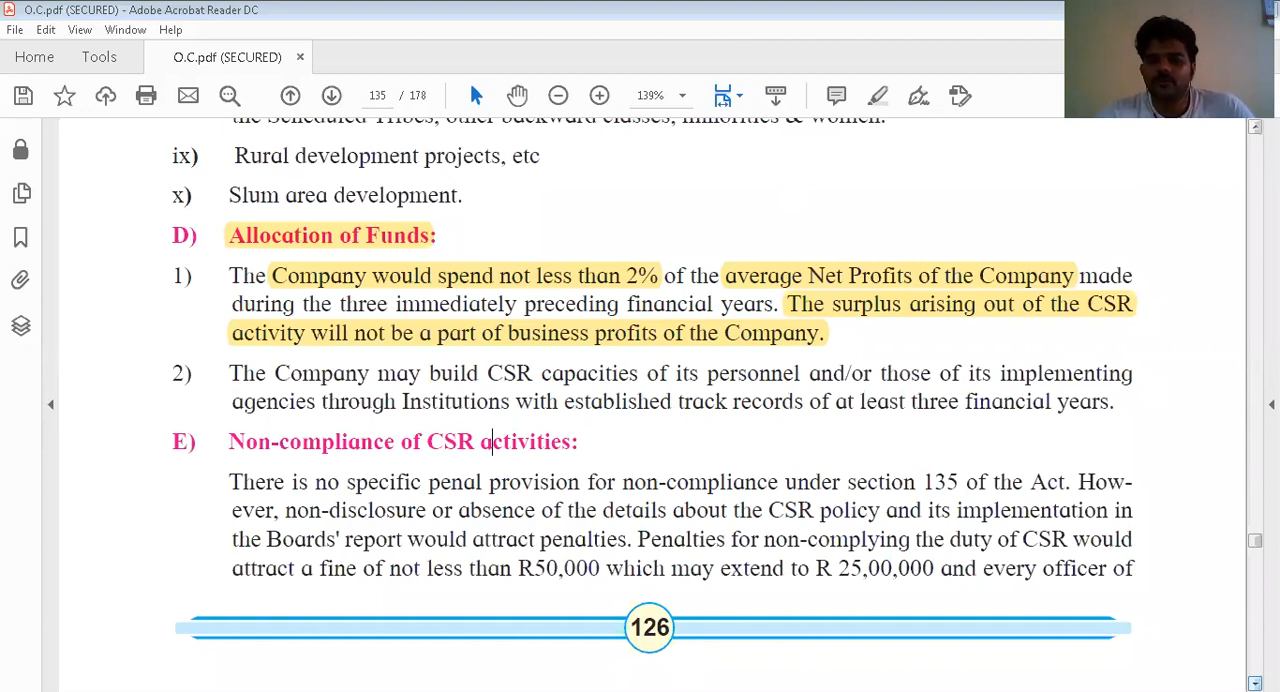 O.C.pdf (SECURED) - Adobe Acrobat Reader DC
File Edit View Window Help
Home Tools O.C.pdf (SECURED) ×
135 / 178 139%
the Scheduled Tribes, other backward classes, minorities & women.
ix) Rural development projects, etc
x) Slum area development.
D) Allocation of Funds:
1) The Company would spend not less than 2% of the average Net Profits of the Company made
during the three immediately preceding financial years. The surplus arising out of the CSR
activity will not be a part of business profits of the Company.
2) The Company may build CSR capacities of its personnel and/or those of its implementing
agencies through Institutions with established track records of at least three financial years.
E) Non-compliance of CSR activities:
There is no specific penal provision for non-compliance under section 135 of the Act. How-
ever, non-disclosure or absence of the details about the CSR policy and its implementation in
the Boards' report would attract penalties. Penalties for non-complying the duty of CSR would
attract a fine of not less than R50,000 which may extend to R 25,00,000 and every officer of
126